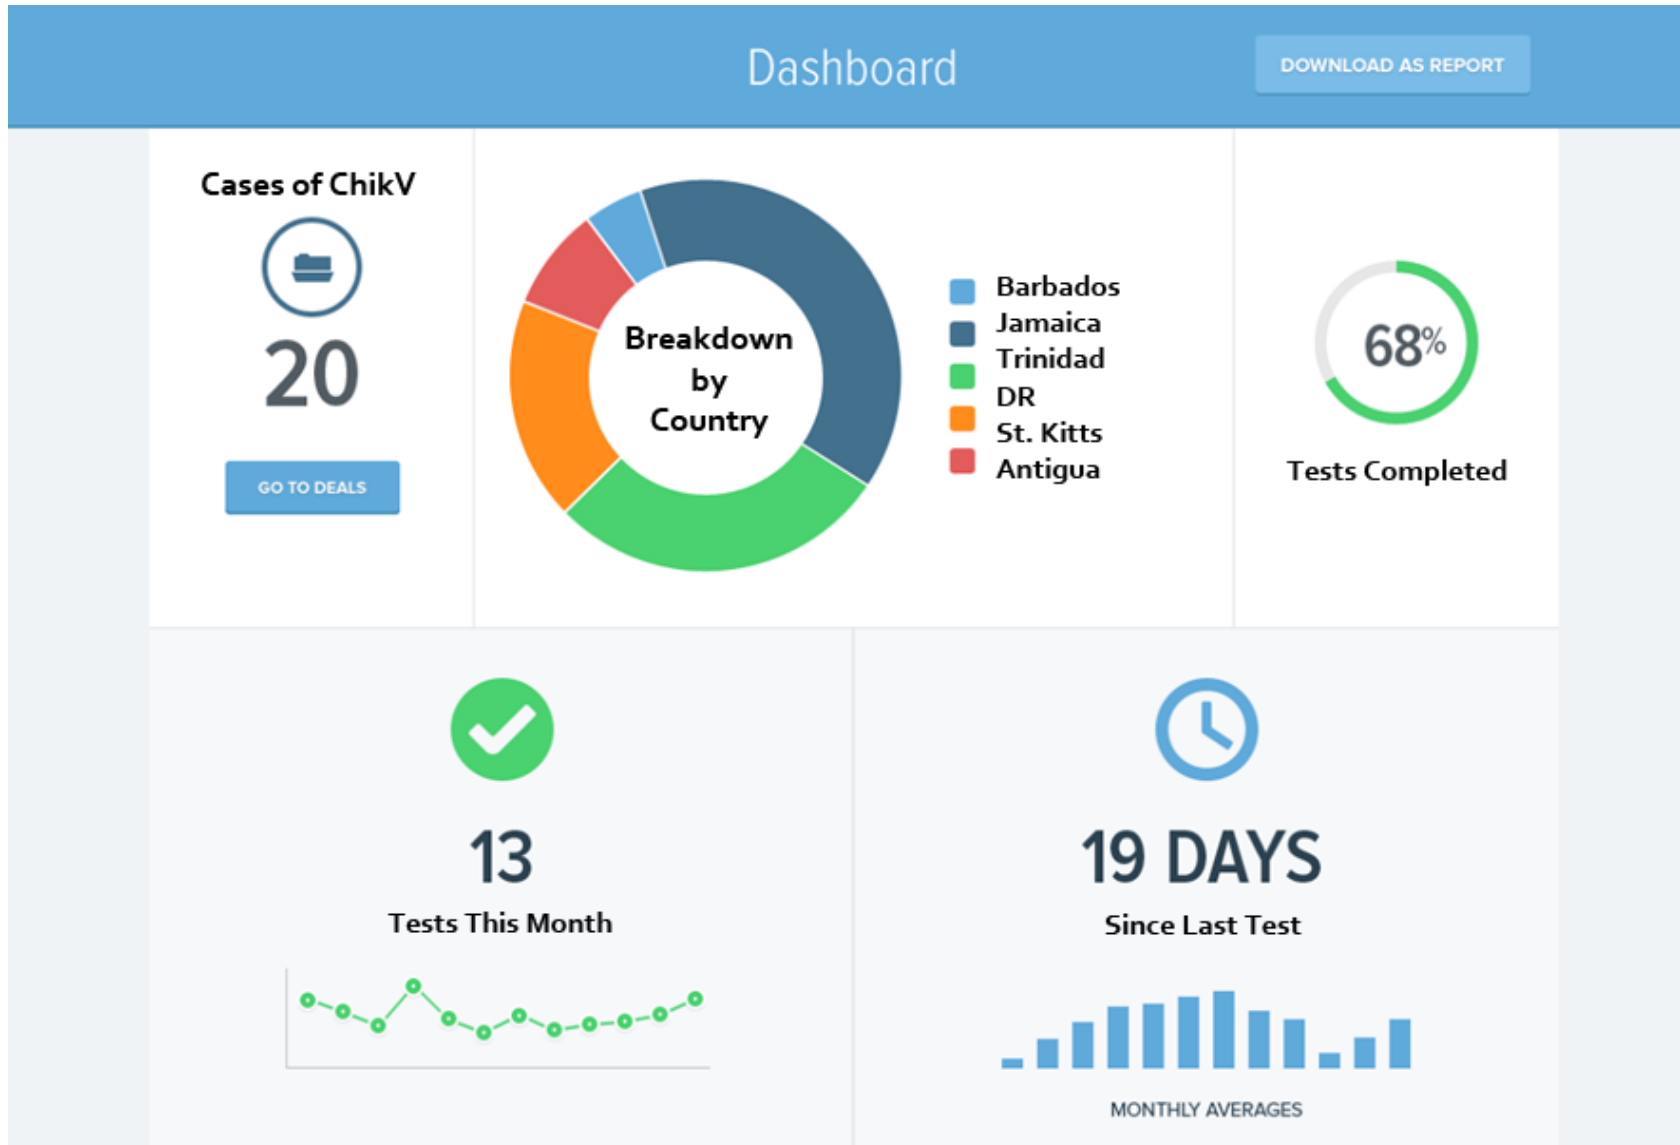 Dashboard
DOWNLOAD AS REPORT
Cases of ChikV
20
GO TO DEALS
Breakdown
by
Country
Barbados
Jamaica
Trinidad
DR
St. Kitts
Antigua
68%
Tests Completed
13
Tests This Month
19 DAYS
Since Last Test
MONTHLY AVERAGES